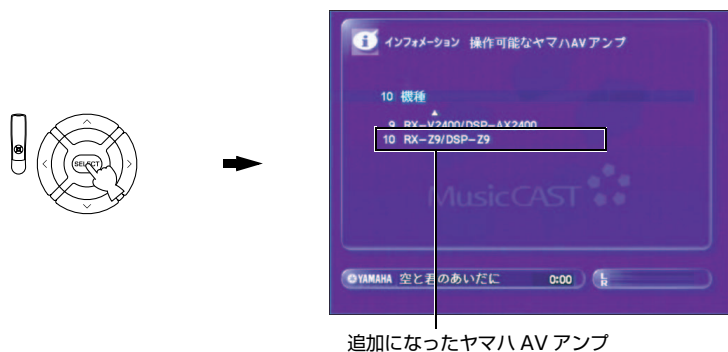 インフォメーション 操作可能なヤマハAVアンプ
10 機種
9 RX-V2400/DSP-AX2400
10 RX-Z9/DSP-Z9
MusicCAST
SELECT
YAMAHA 空と君のあいだに 0:00 L R
追加になったヤマハ AV アンプ